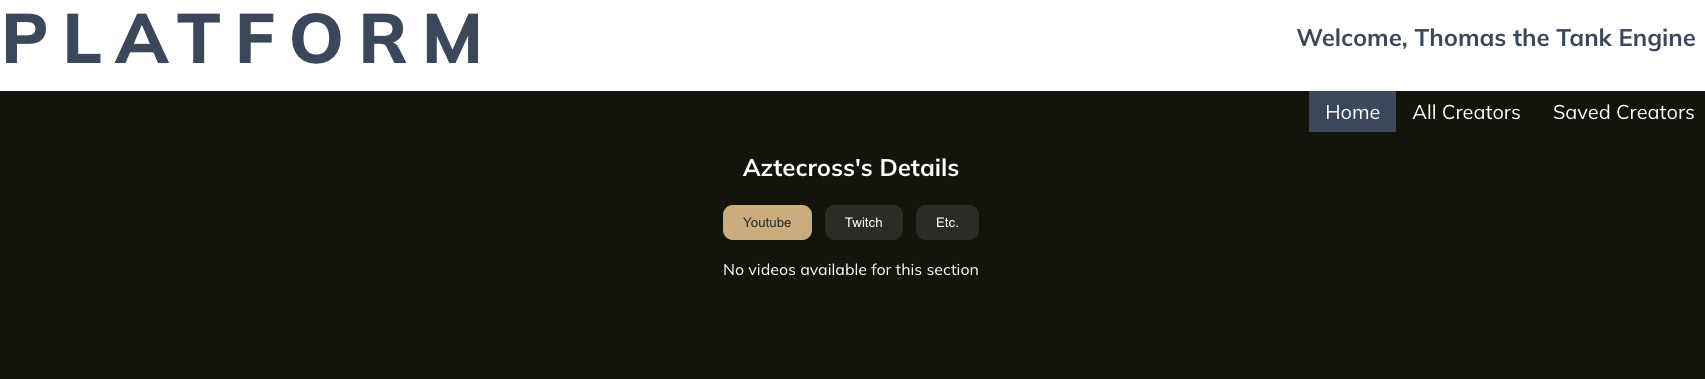 PLATFORM
Welcome, Thomas the Tank Engine
Home All Creators Saved Creators
Aztecross's Details
Youtube Twitch Etc.
No videos available for this section